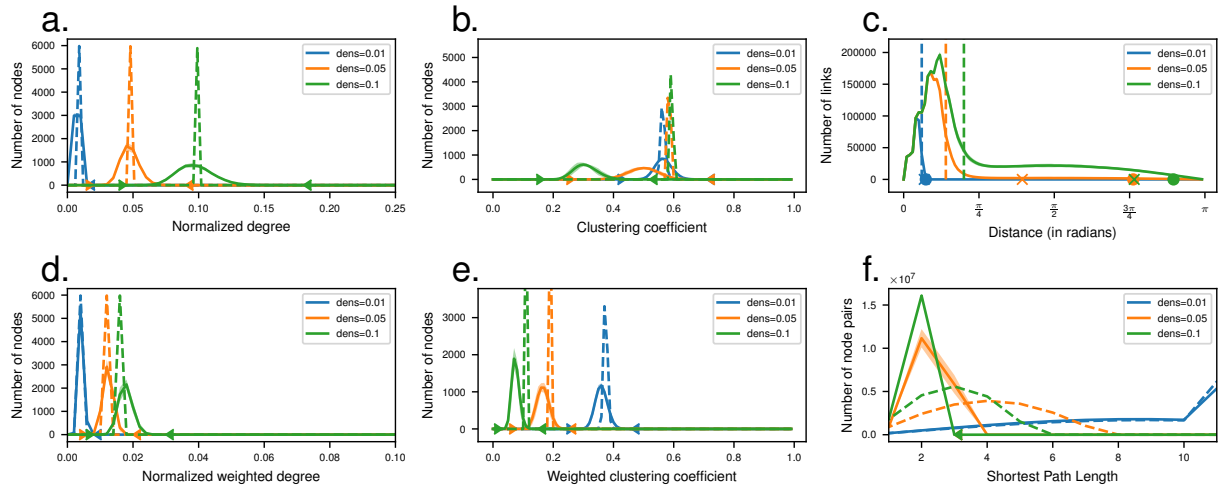 a.
Number of nodes
6000
5000
4000
3000
2000
1000
0
0.00 0.05 0.10 0.15 0.20 0.25
Normalized degree
dens=0.01
dens=0.05
dens=0.1
b.
Number of nodes
5000
4000
3000
2000
1000
0
0.0 0.2 0.4 0.6 0.8 1.0
Clustering coefficient
dens=0.01
dens=0.05
dens=0.1
c.
Number of links
200000
150000
100000
50000
0
0 π/4 π/2 3π/4 π
Distance (in radians)
dens=0.01
dens=0.05
dens=0.1
d.
Number of nodes
6000
5000
4000
3000
2000
1000
0
0.00 0.02 0.04 0.06 0.08 0.10
Normalized weighted degree
dens=0.01
dens=0.05
dens=0.1
e.
Number of nodes
3000
2000
1000
0
0.0 0.2 0.4 0.6 0.8 1.0
Weighted clustering coefficient
dens=0.01
dens=0.05
dens=0.1
f.
×10⁷
Number of node pairs
1.5
1.0
0.5
0.0
2 4 6 8 10
Shortest Path Length
dens=0.01
dens=0.05
dens=0.1